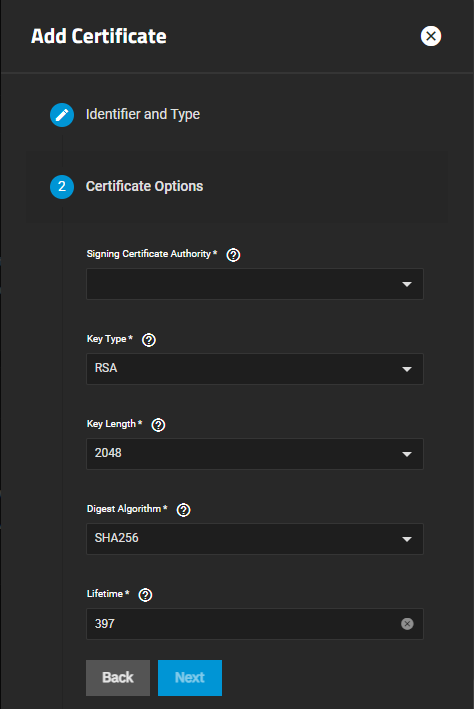 Add Certificate
Identifier and Type
2 Certificate Options
Signing Certificate Authority *
Key Type *
RSA
Key Length *
2048
Digest Algorithm *
SHA256
Lifetime *
397
Back Next